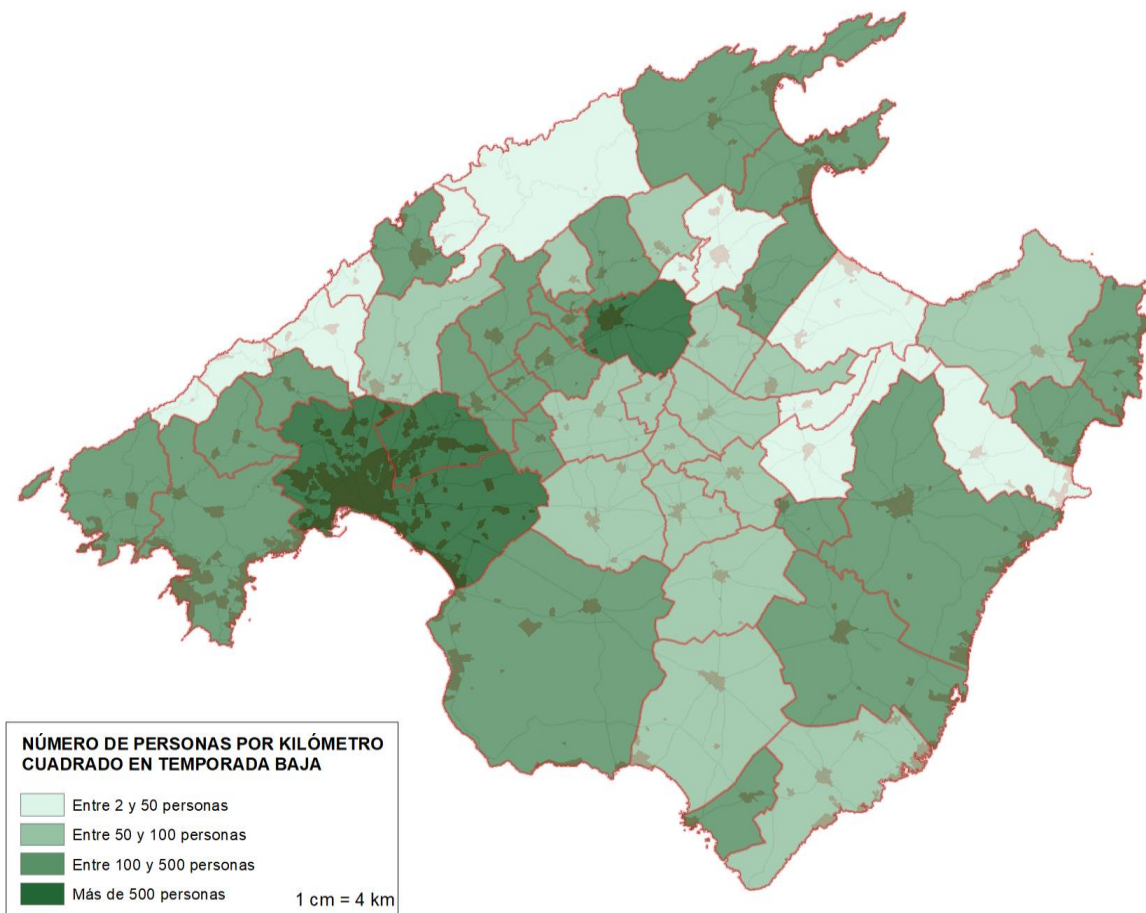 NÚMERO DE PERSONAS POR KILÓMETRO
CUADRADO EN TEMPORADA BAJA
Entre 2 y 50 personas
Entre 50 y 100 personas
Entre 100 y 500 personas
Más de 500 personas
1 cm = 4 km